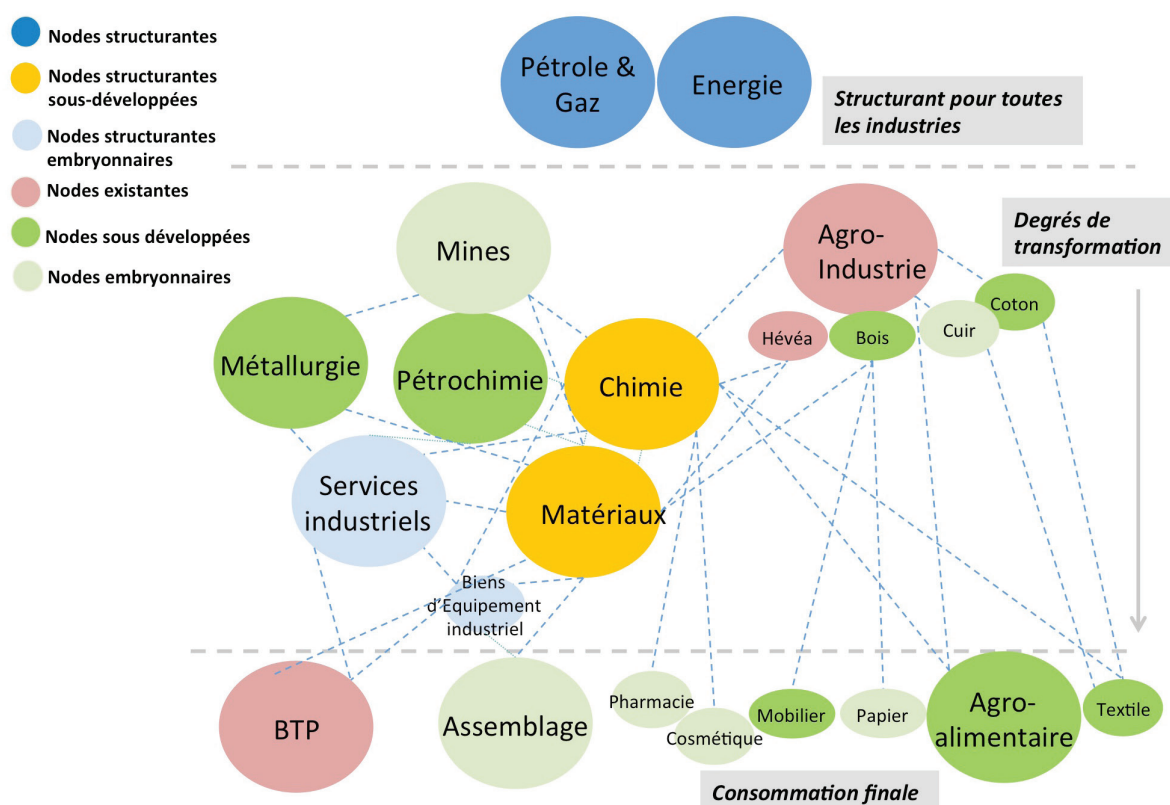 Nodes structurantes
Nodes structurantes
sous-développées
Nodes structurantes
embryonnaires
Nodes existantes
Nodes sous développées
Nodes embryonnaires
Pétrole &
Gaz
Energie
Structurant pour toutes
les industries
Degrés de
transformation
Mines
Agro-
Industrie
Coton
Cuir
Hévéa
Bois
Métallurgie
Pétrochimie
Chimie
Services
industriels
Matériaux
Biens
d'Equipement
industriel
BTP
Assemblage
Pharmacie
Cosmétique
Mobilier
Papier
Agro-
alimentaire
Textile
Consommation finale